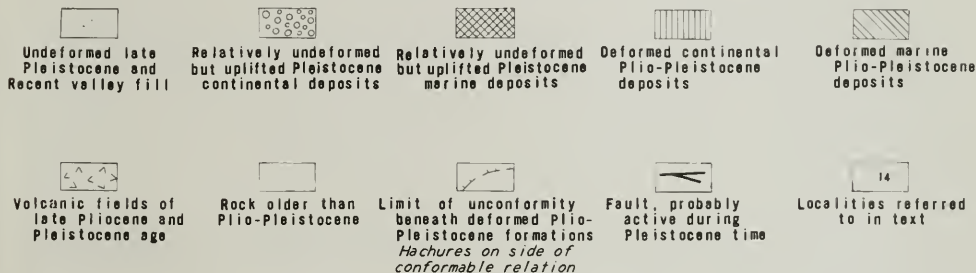 Undeformed late
Pleistocene and
Recent valley fill
Relatively undeformed
but uplifted Pleistocene
continental deposits
Relatively undeformed
but uplifted Pleistocene
marine deposits
Deformed continental
Plio-Pleistocene
deposits
Deformed marine
Plio-Pleistocene
deposits
Volcanic fields of
late Pliocene and
Pleistocene age
Rock older than
Plio-Pleistocene
Limit of unconformity
beneath deformed Plio-
Pleistocene formations
Hachures on side of
conformable relation
Fault, probably
active during
Pleistocene time
14
Localities referred
to in text